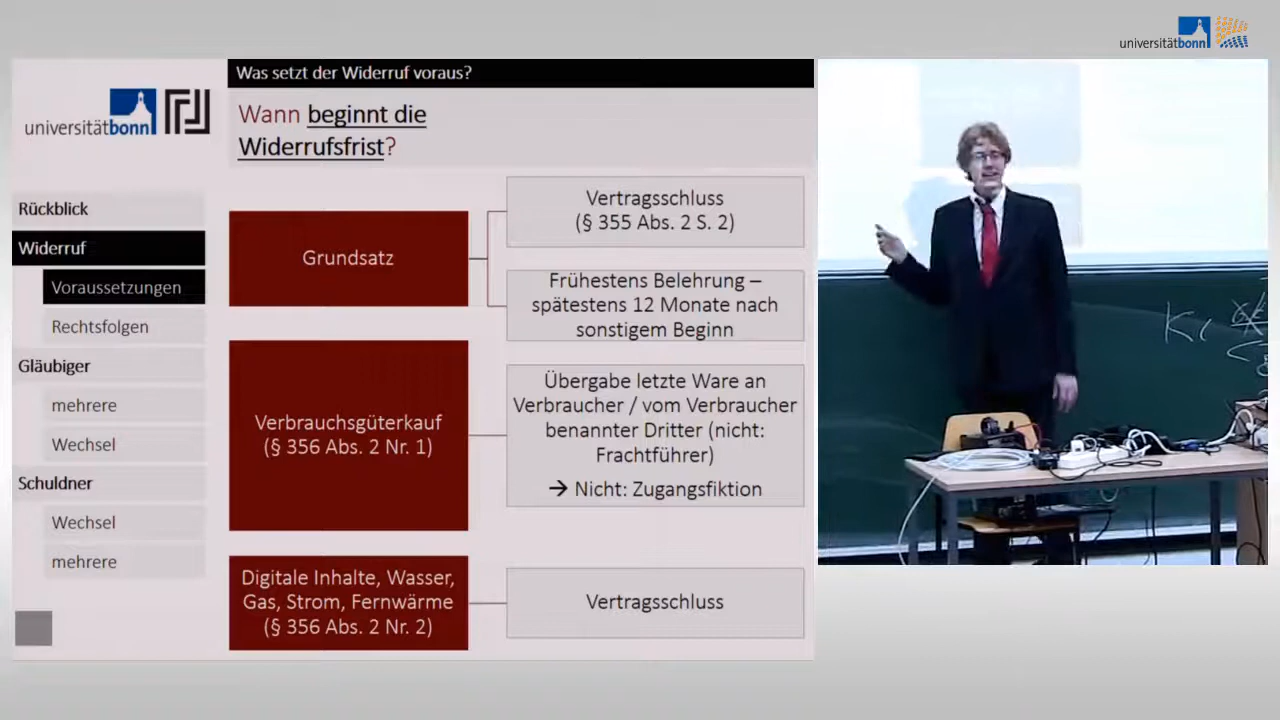 universitätbonn
universitätbonn
Was setzt der Widerruf voraus?
Wann beginnt die
Widerrufsfrist?
Rückblick
Widerruf
Voraussetzungen
Rechtsfolgen
Gläubiger
mehrere
Wechsel
Schuldner
Wechsel
mehrere
Grundsatz
Vertragsschluss
(§ 355 Abs. 2 S. 2)
Frühestens Belehrung –
spätestens 12 Monate nach
sonstigem Beginn
Verbrauchsgüterkauf
(§ 356 Abs. 2 Nr. 1)
Übergabe letzte Ware an
Verbraucher / vom Verbraucher
benannter Dritter (nicht:
Frachtführer)
→ Nicht: Zugangsfiktion
Digitale Inhalte, Wasser,
Gas, Strom, Fernwärme
(§ 356 Abs. 2 Nr. 2)
Vertragsschluss